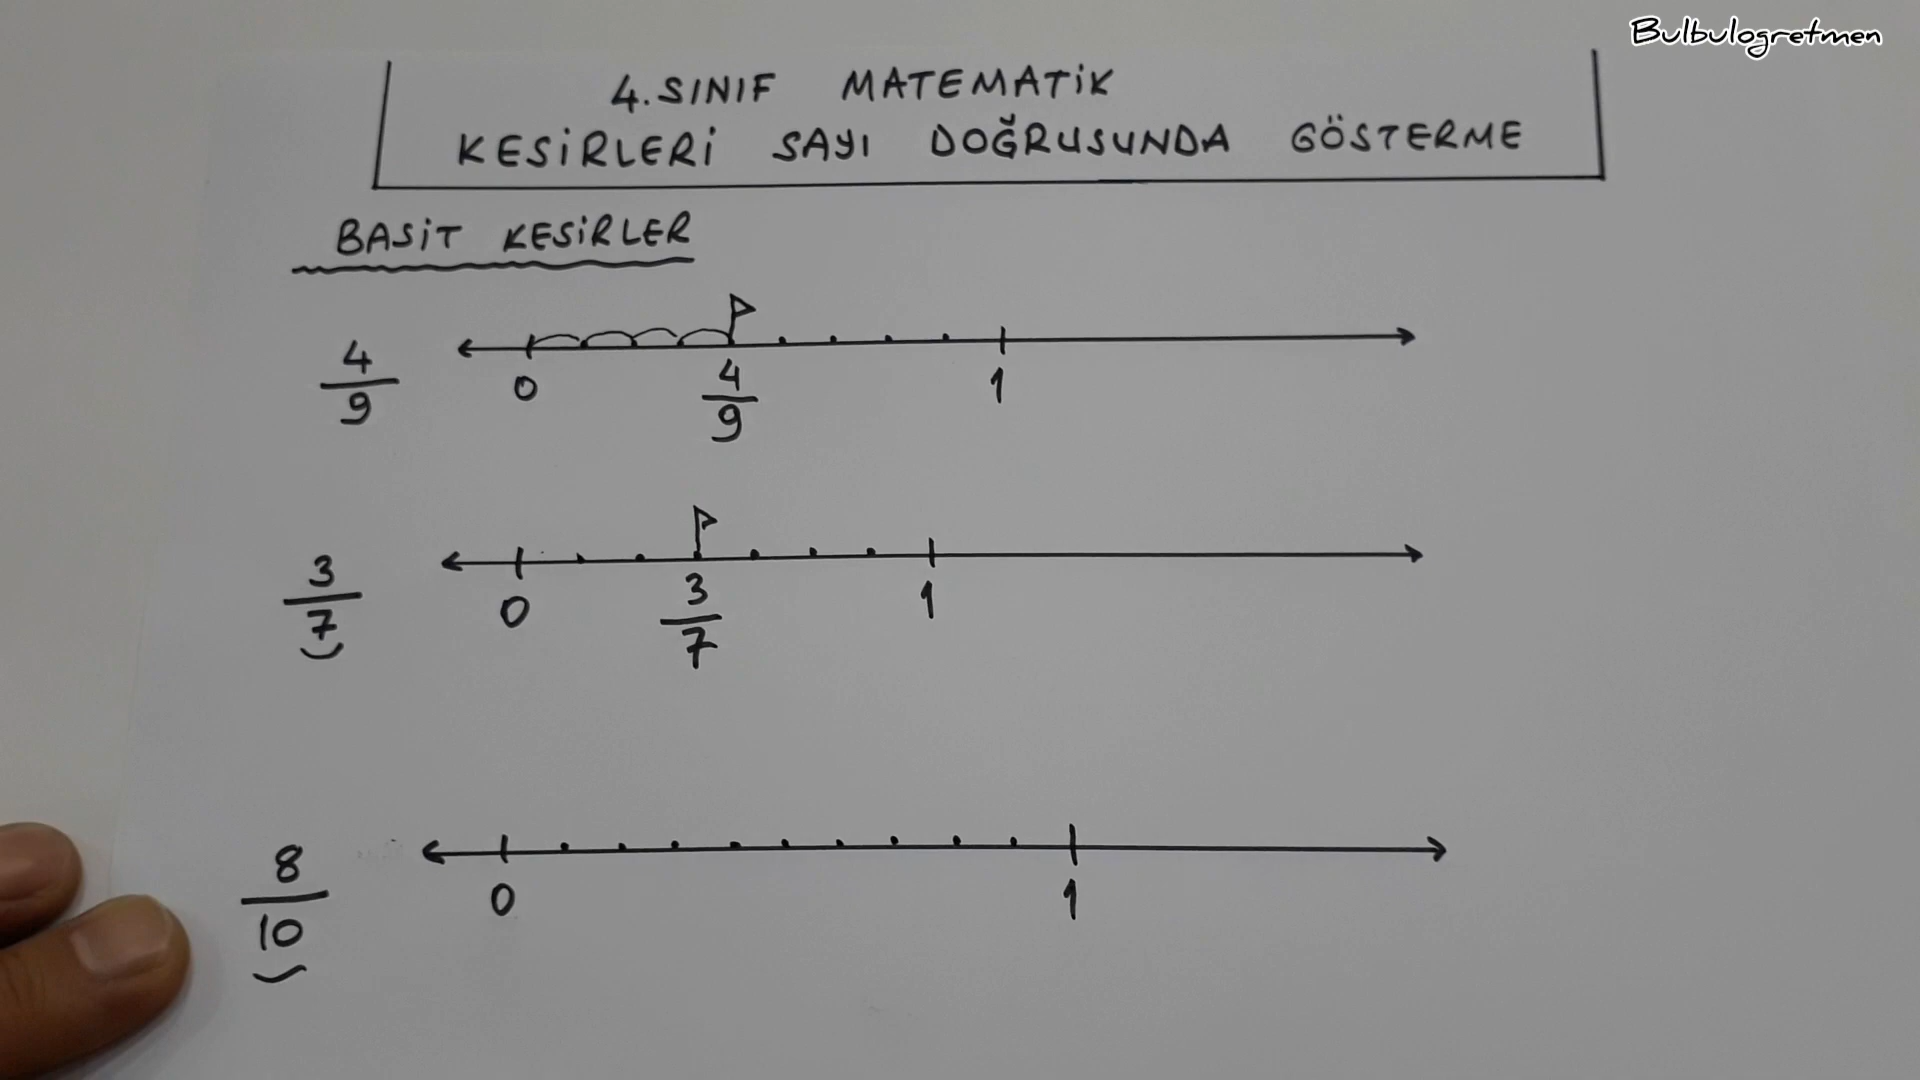 Bulbulogretmen
4. SINIF MATEMATİK
KESİRLERİ SAYI DOĞRUSUNDA GÖSTERME
BASİT KESİRLER
4/9
0 4/9 1
3/7
0 3/7 1
8/10
0 1